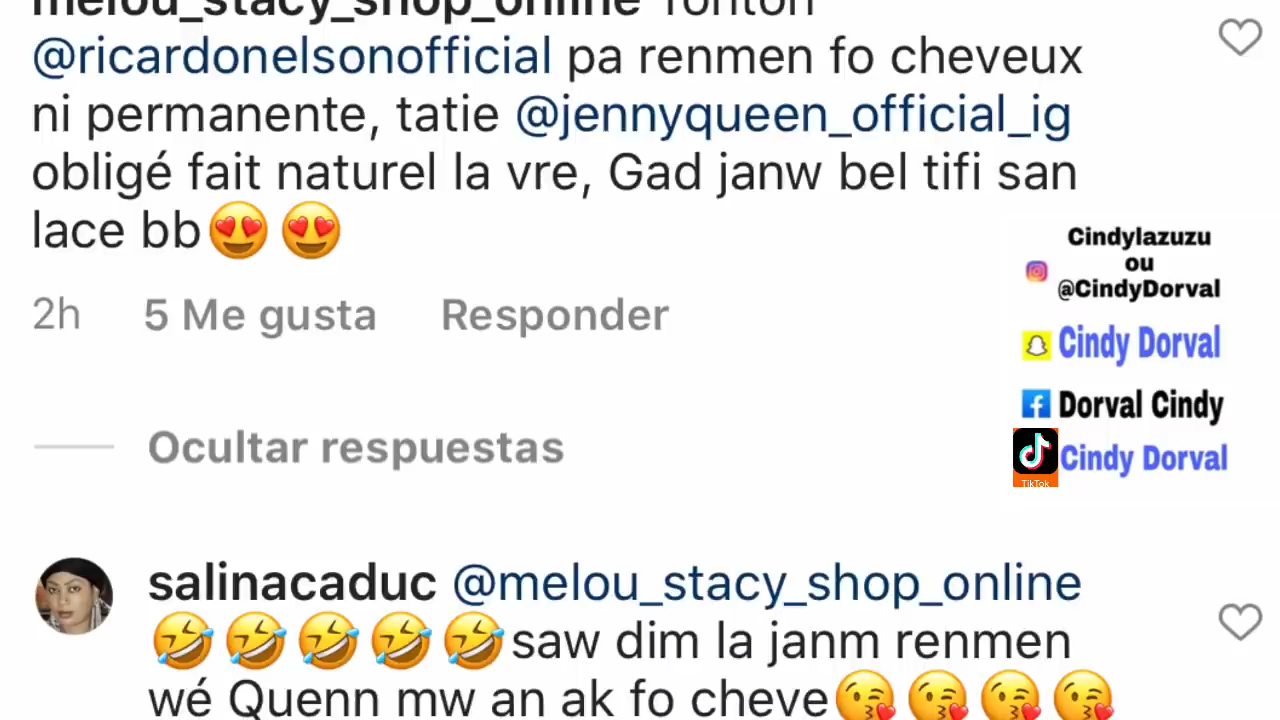 melou_stacy_shop_online Tonton
@ricardonelsonofficial pa renmen fo cheveux
ni permanente, tatie @jennyqueen_official_ig
obligé fait naturel la vre, Gad janw bel tifi san
lace bb😍😍
2h 5 Me gusta Responder
Ocultar respuestas
Cindylazuzu
ou
@CindyDorval
Cindy Dorval
Dorval Cindy
Cindy Dorval
TikTok
salinacaduc @melou_stacy_shop_online
🤣🤣🤣🤣🤣saw dim la janm renmen
wé Quenn mw an ak fo cheve😘😘😘😘